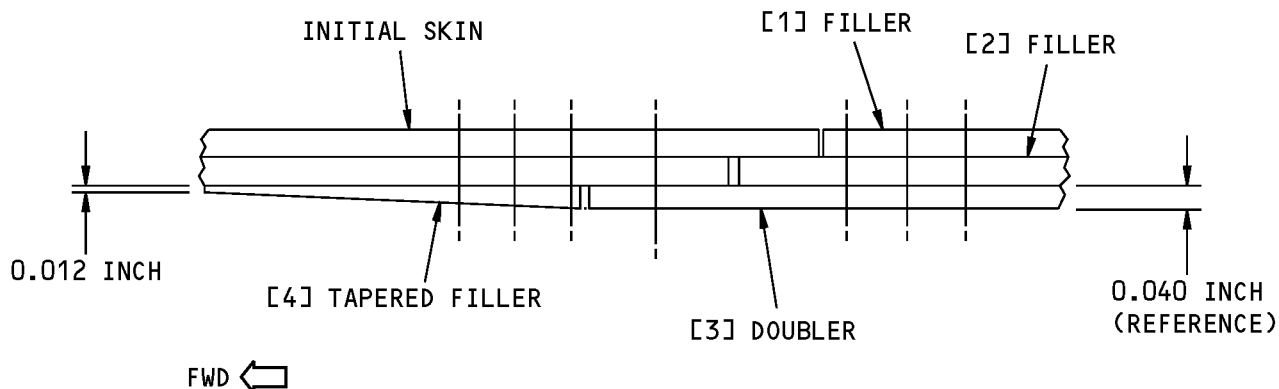 INITIAL SKIN
[1] FILLER
[2] FILLER
0.012 INCH
[4] TAPERED FILLER
[3] DOUBLER
0.040 INCH
(REFERENCE)
FWD